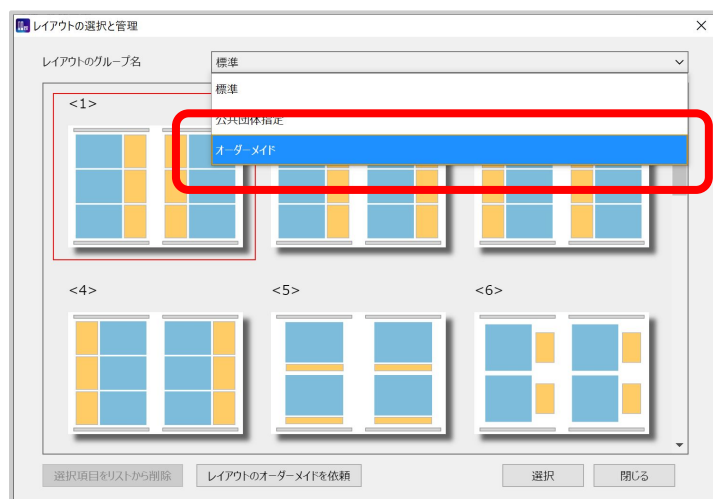 レイアウトの選択と管理
レイアウトのグループ名
標準
標準
公共団体指定
オーダーメイド
<1>
<4>
<5>
<6>
選択項目をリストから削除
レイアウトのオーダーメイドを依頼
選択
閉じる